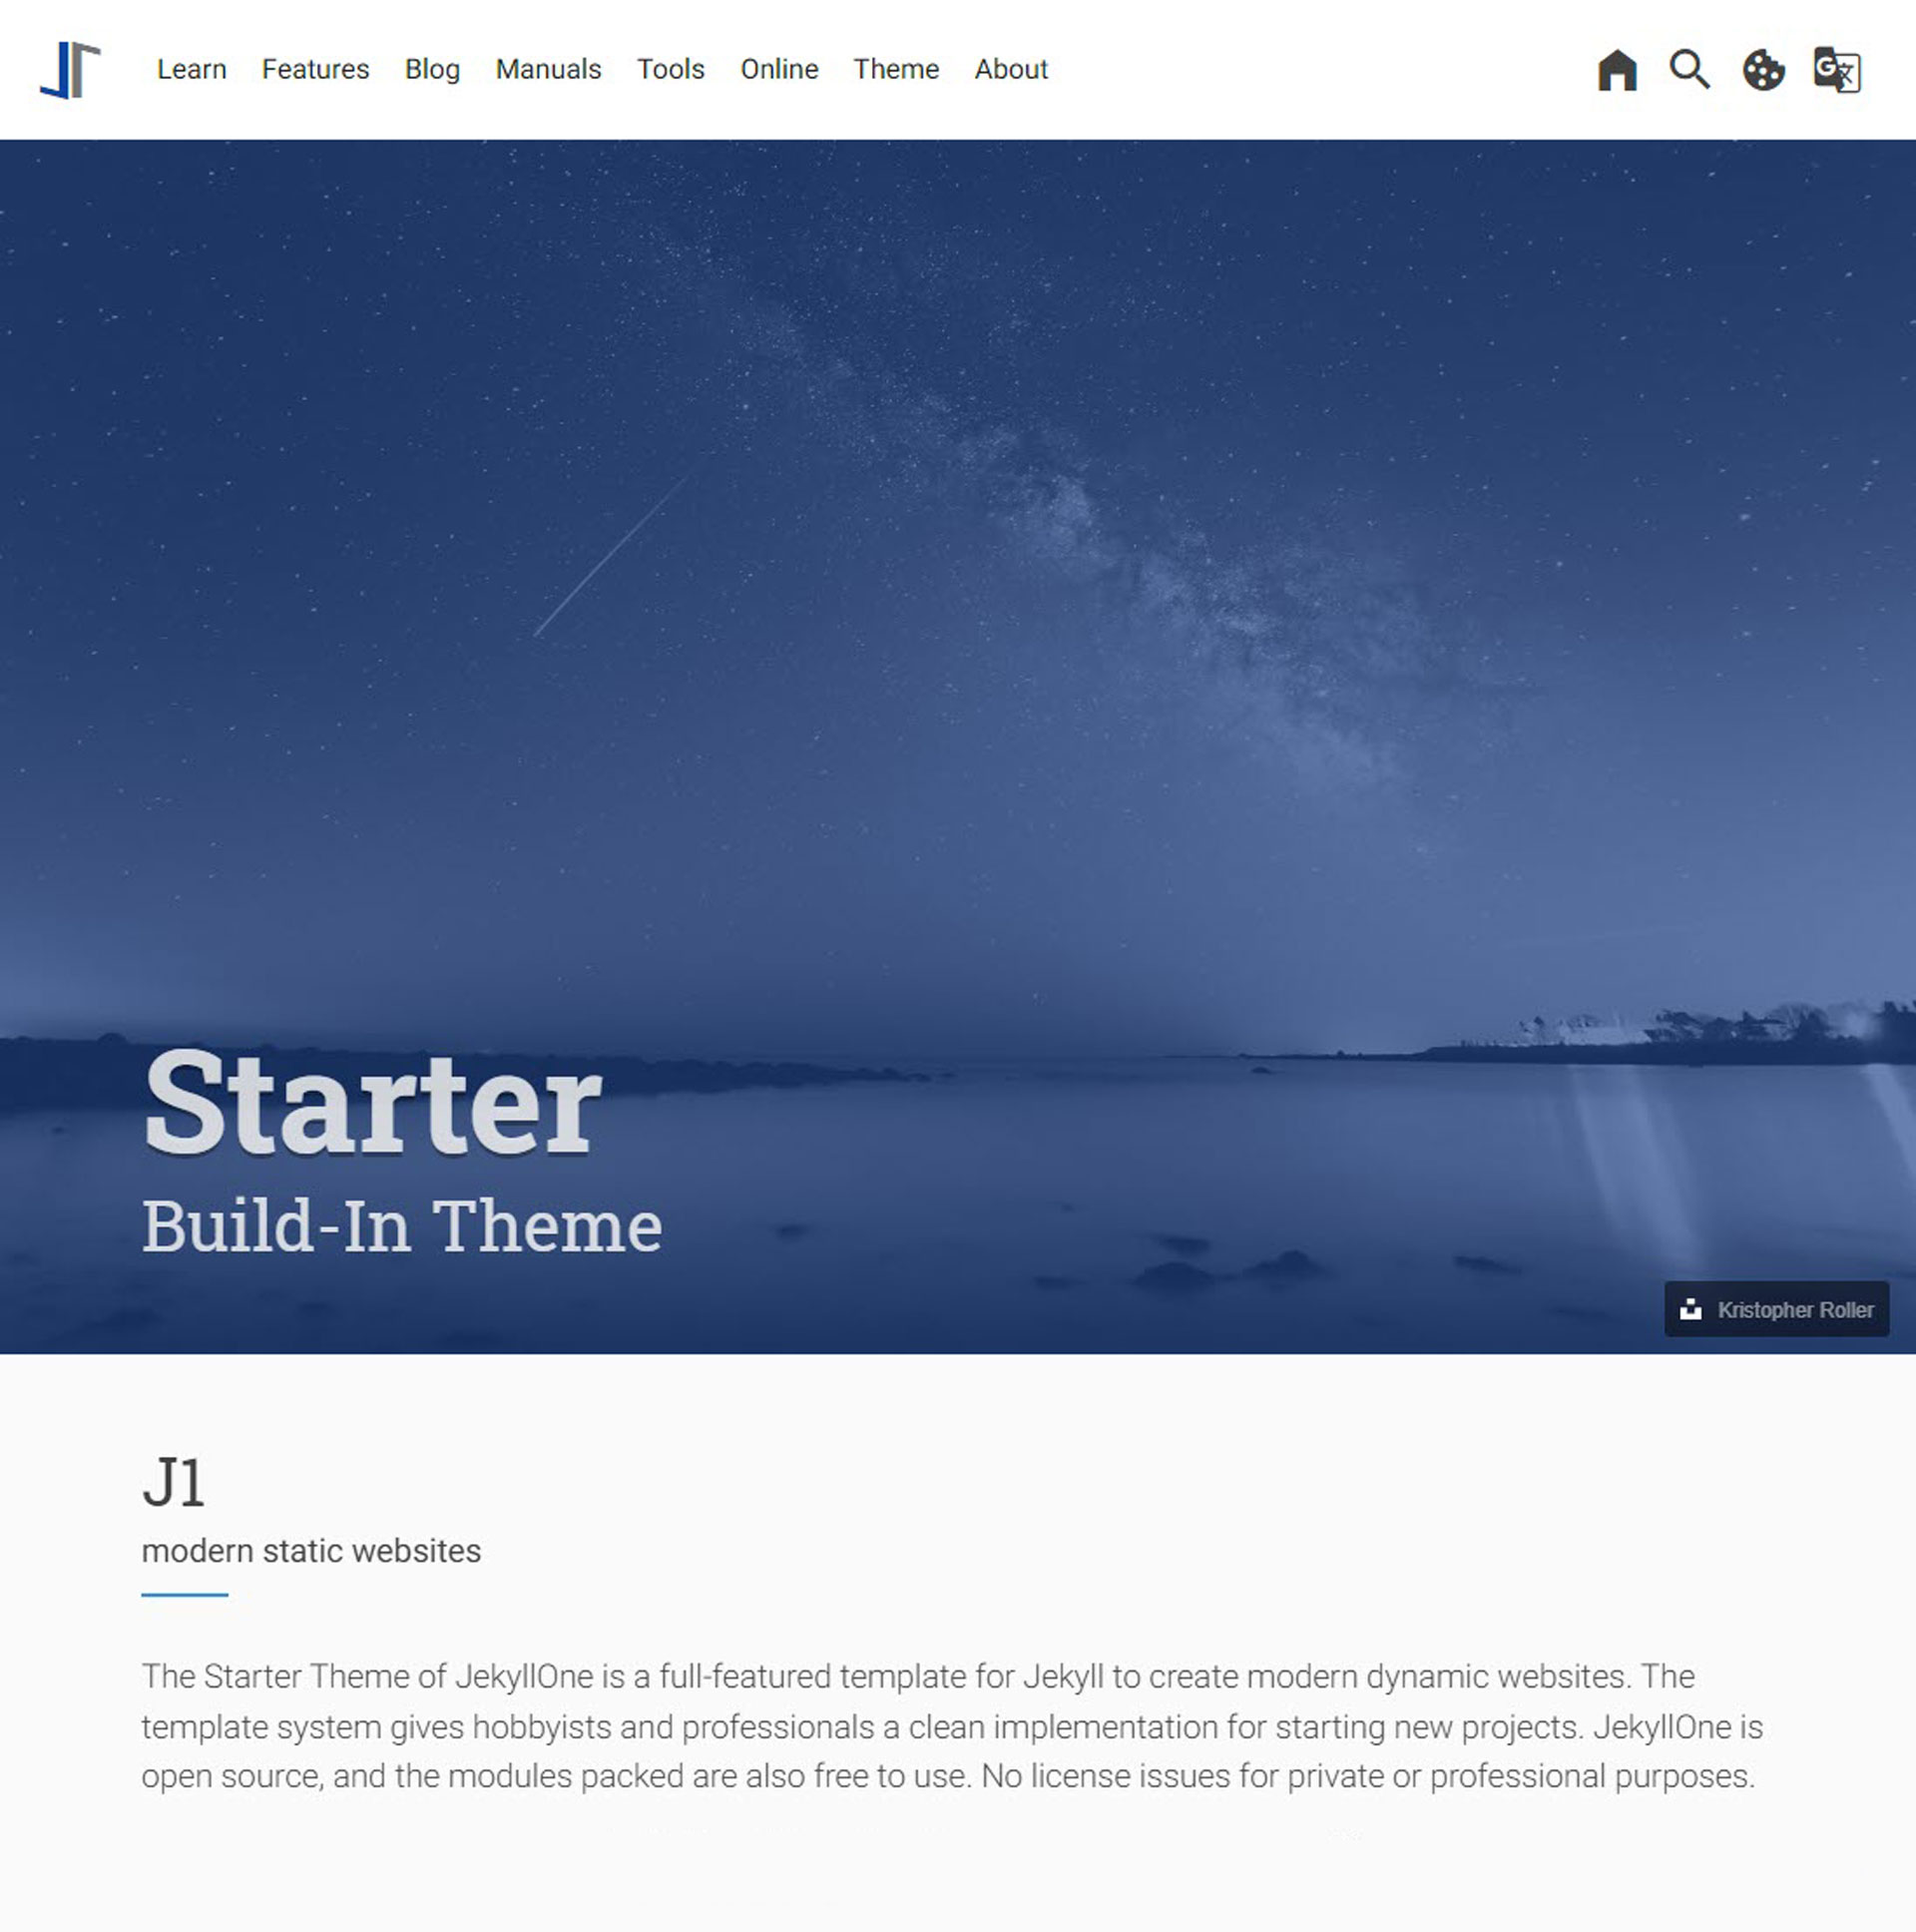 Learn Features Blog Manuals Tools Online Theme About
Starter
Build-In Theme
Kristopher Roller
J1
modern static websites
The Starter Theme of JekyllOne is a full-featured template for Jekyll to create modern dynamic websites. The
template system gives hobbyists and professionals a clean implementation for starting new projects. JekyllOne is
open source, and the modules packed are also free to use. No license issues for private or professional purposes.